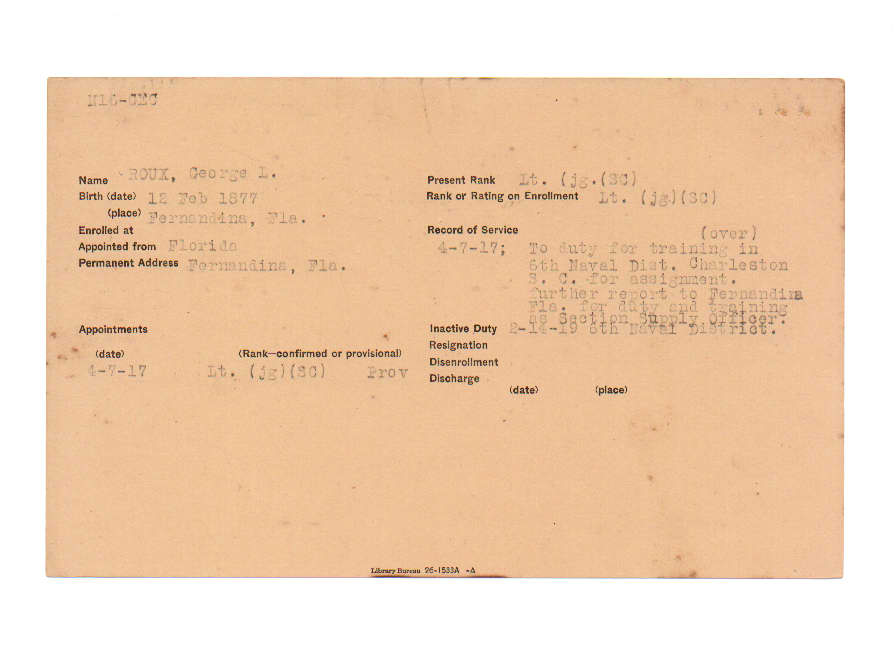 N16-CEC
Name ROUX, George L.
Birth (date) 12 Feb 1877
(place) Fernandina, Fla.
Enrolled at
Appointed from Florida
Permanent Address Fernandina, Fla.
Appointments
(date) (Rank—confirmed or provisional)
4-7-17 Lt. (jg)(SC) Prov
Present Rank Lt. (jg.(SC)
Rank or Rating on Enrollment Lt. (jg)(SC)
Record of Service (over)
4-7-17; To duty for training in
6th Naval Dist. Charleston
S. C. for assignment.
further report to Fernandina
Fla. for duty and training
as Section Supply Officer.
Inactive Duty 2-14-19 6th Naval District.
Resignation
Disenrollment
Discharge
(date) (place)
Library Bureau 26-1533A -A